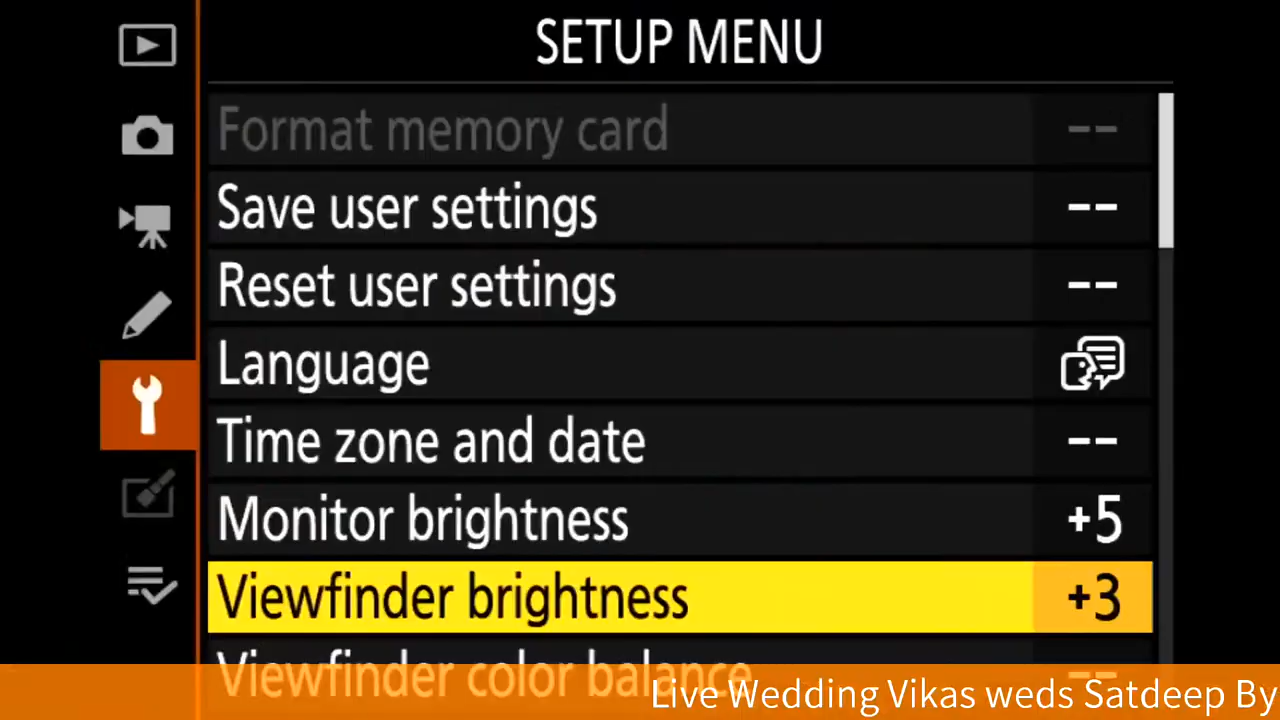 SETUP MENU
Format memory card --
Save user settings --
Reset user settings --
Language
Time zone and date --
Monitor brightness +5
Viewfinder brightness +3
Viewfinder color balance --
Live Wedding Vikas weds Satdeep By